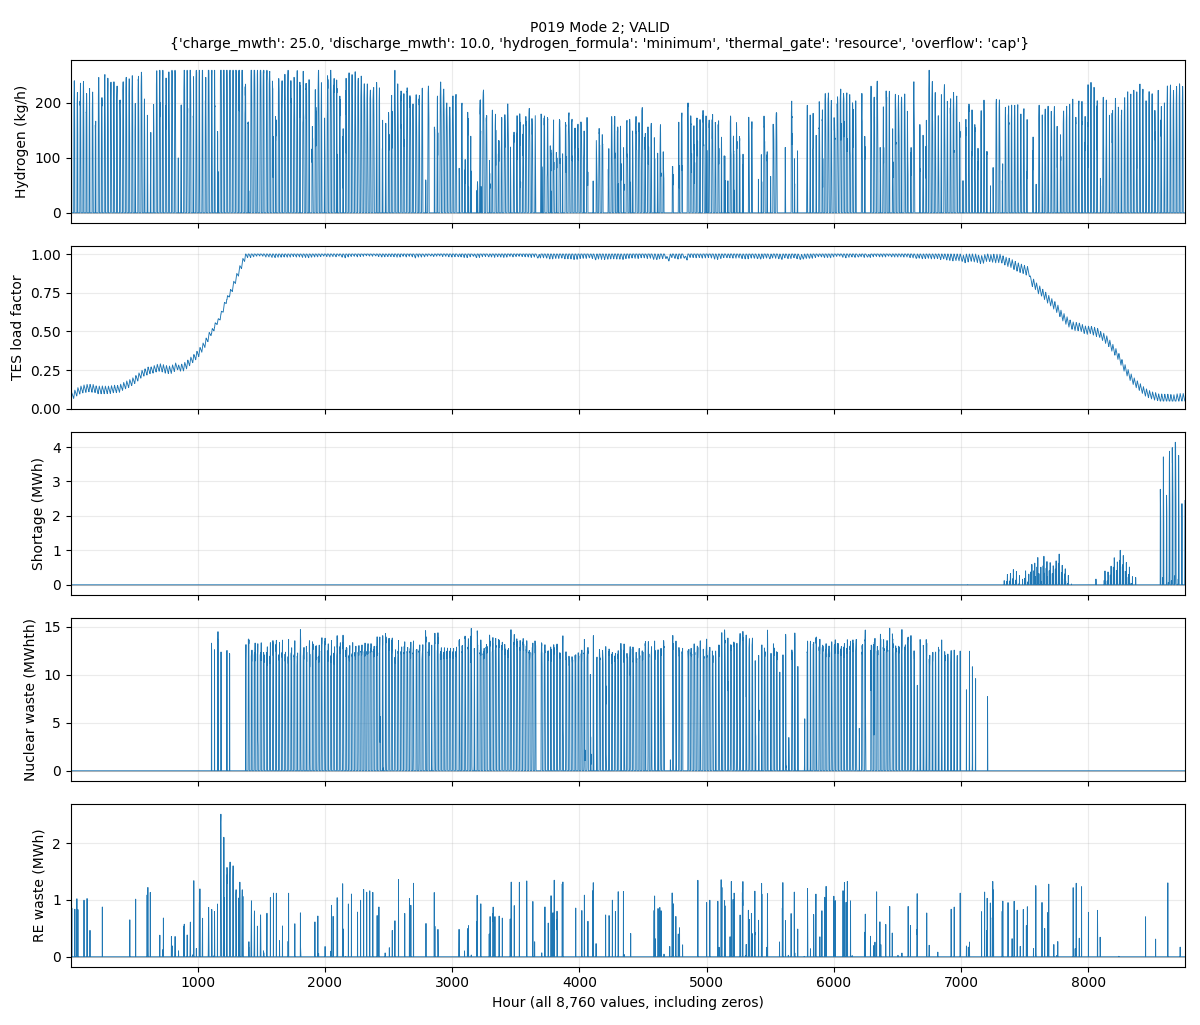 P019 Mode 2; VALID
{'charge_mwth': 25.0, 'discharge_mwth': 10.0, 'hydrogen_formula': 'minimum', 'thermal_gate': 'resource', 'overflow': 'cap'}
Hydrogen (kg/h)
200
100
0
TES load factor
1.00
0.75
0.50
0.25
0.00
Shortage (MWh)
4
3
2
1
0
Nuclear waste (MWhth)
15
10
5
0
RE waste (MWh)
2
1
0
1000 2000 3000 4000 5000 6000 7000 8000
Hour (all 8,760 values, including zeros)